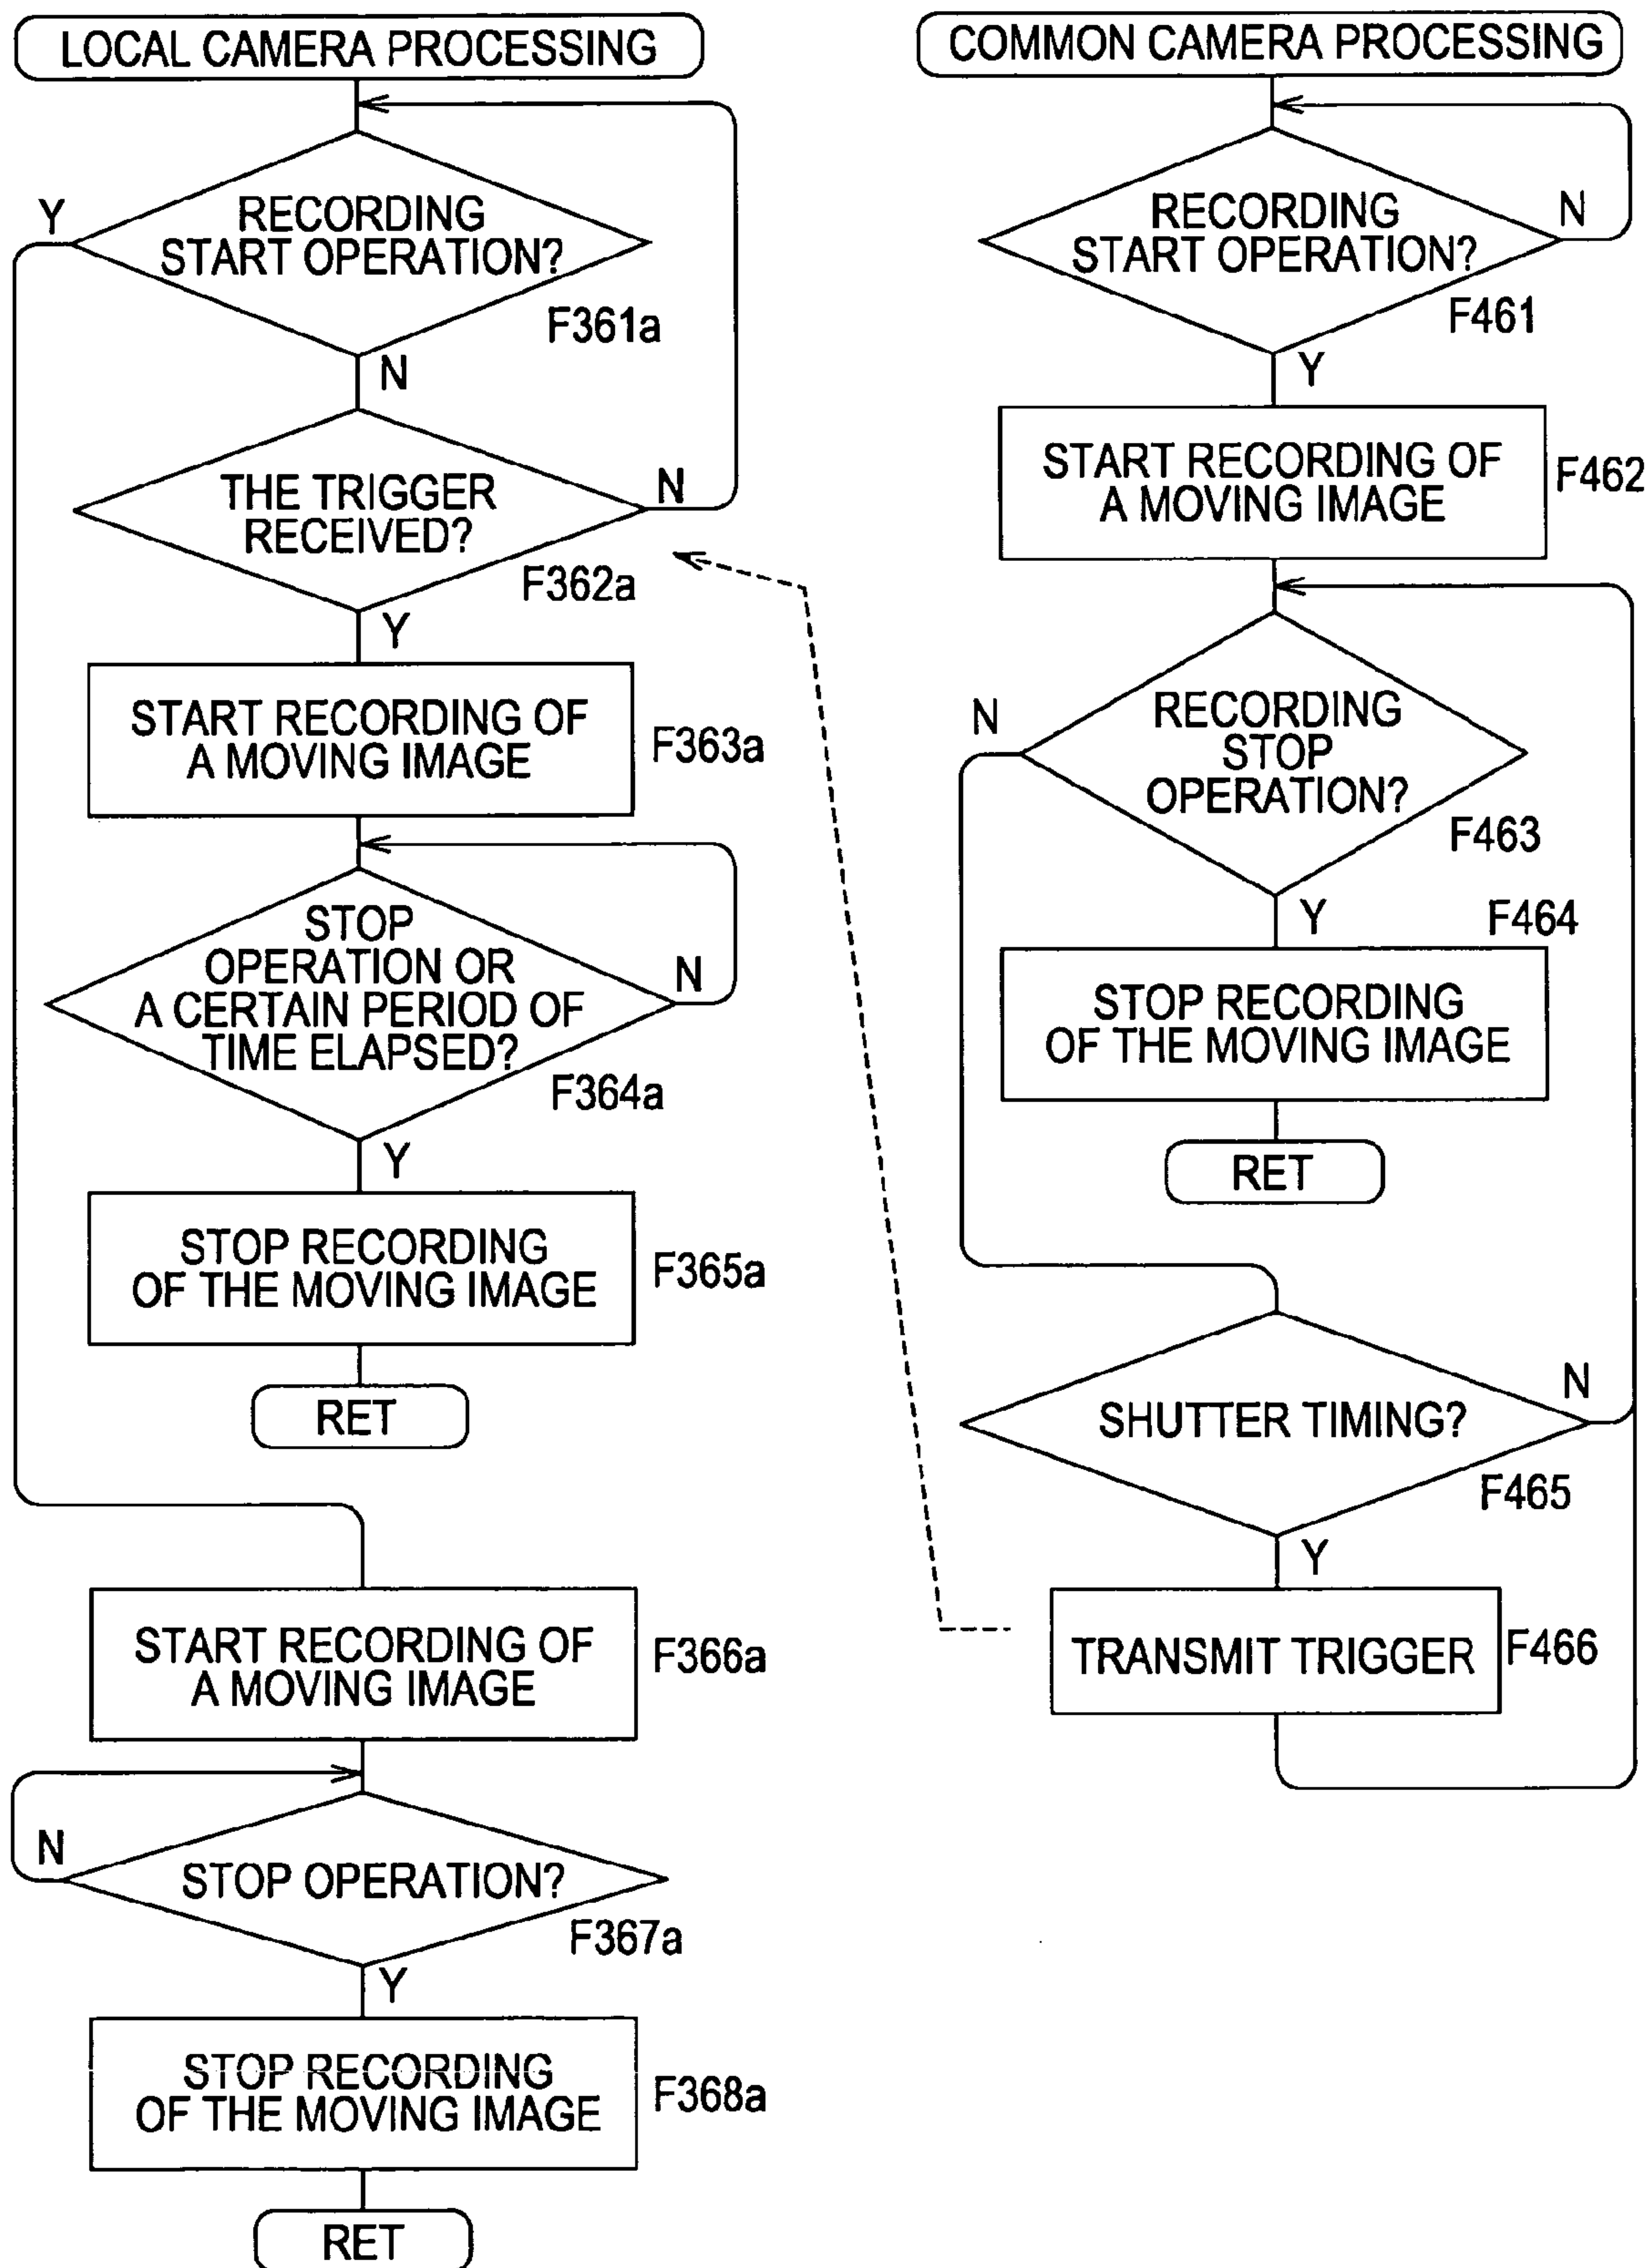 LOCAL CAMERA PROCESSING
Y
RECORDING
START OPERATION?
F361a
N
THE TRIGGER
RECEIVED?
N
F362a
Y
START RECORDING OF
A MOVING IMAGE
F363a
STOP
OPERATION OR
A CERTAIN PERIOD OF
TIME ELAPSED?
N
F364a
Y
STOP RECORDING
OF THE MOVING IMAGE
F365a
RET
START RECORDING OF
A MOVING IMAGE
F366a
N
STOP OPERATION?
F367a
Y
STOP RECORDING
OF THE MOVING IMAGE
F368a
RET
COMMON CAMERA PROCESSING
RECORDING
START OPERATION?
N
F461
Y
START RECORDING OF
A MOVING IMAGE
F462
N
RECORDING
STOP
OPERATION?
F463
Y
F464
STOP RECORDING
OF THE MOVING IMAGE
RET
SHUTTER TIMING?
N
F465
Y
TRANSMIT TRIGGER
F466